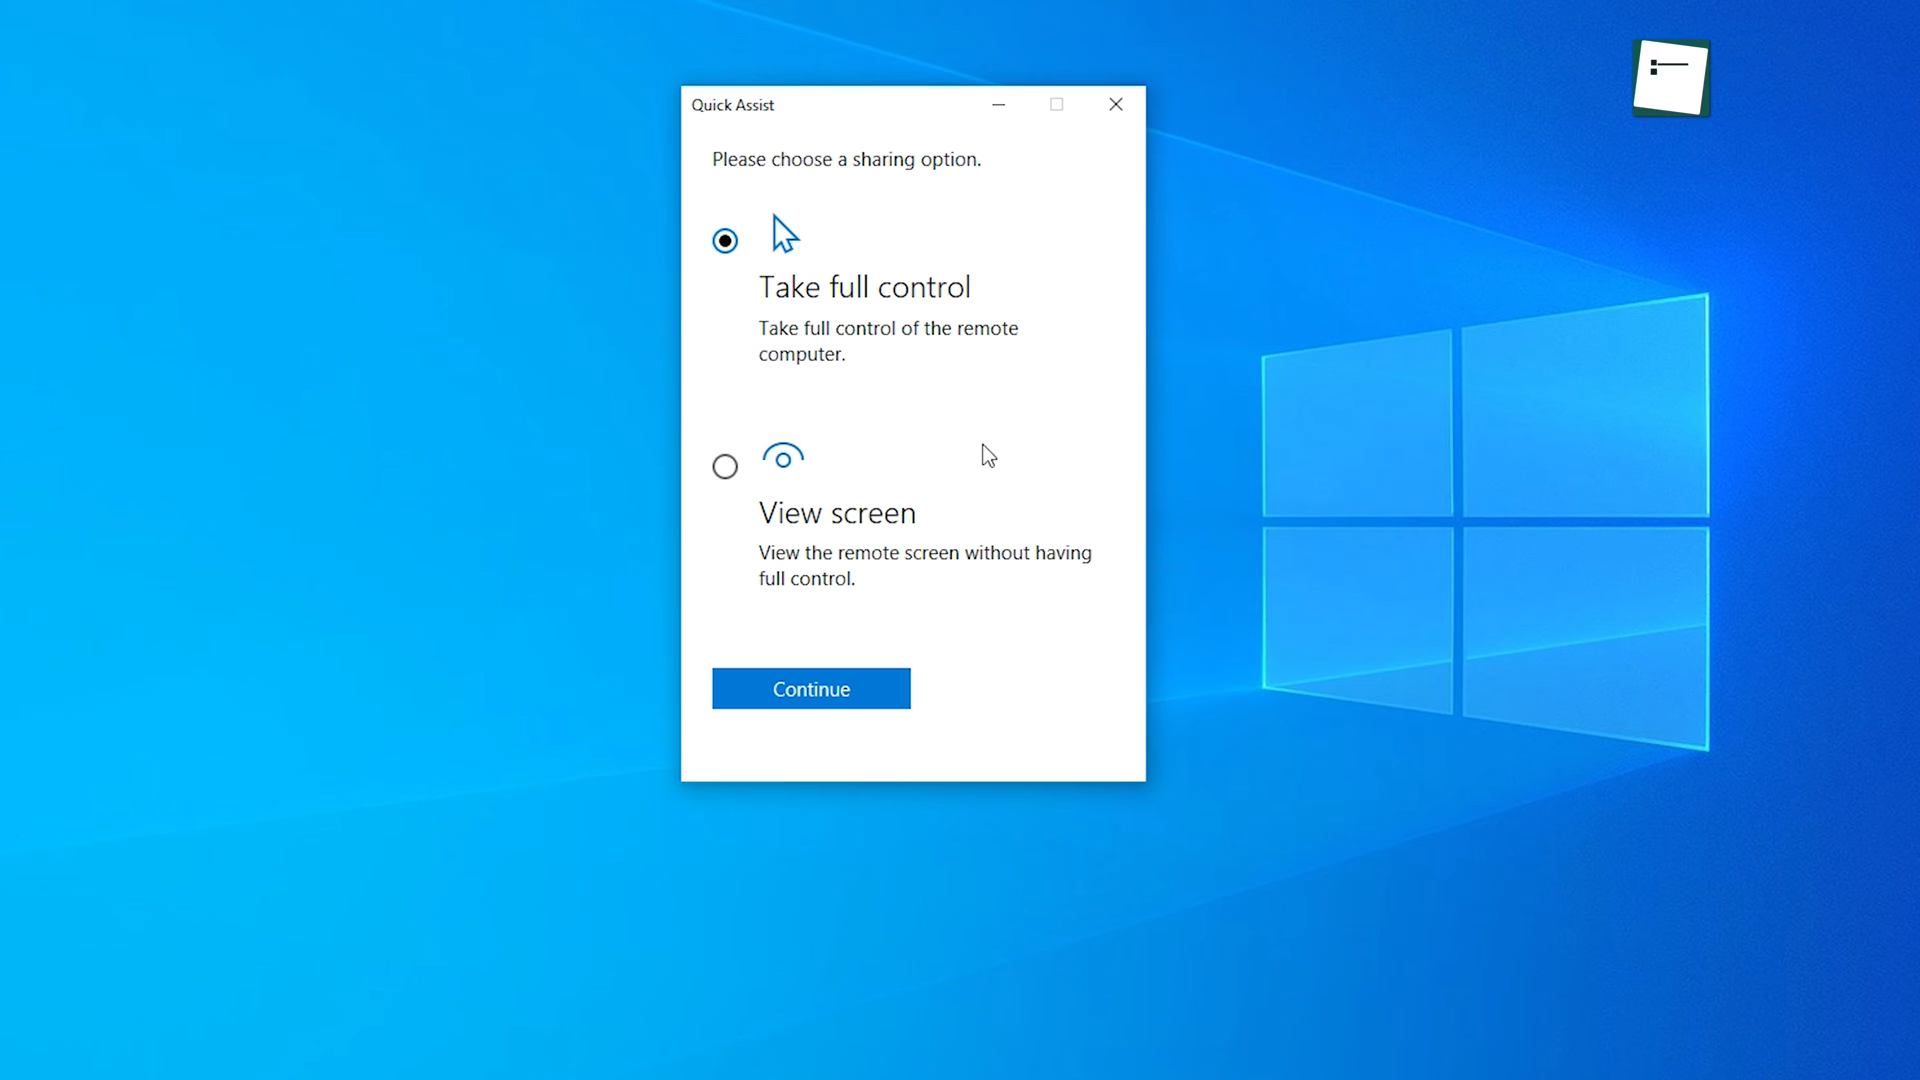 Quick Assist
Please choose a sharing option.
Take full control
Take full control of the remote
computer.
View screen
View the remote screen without having
full control.
Continue